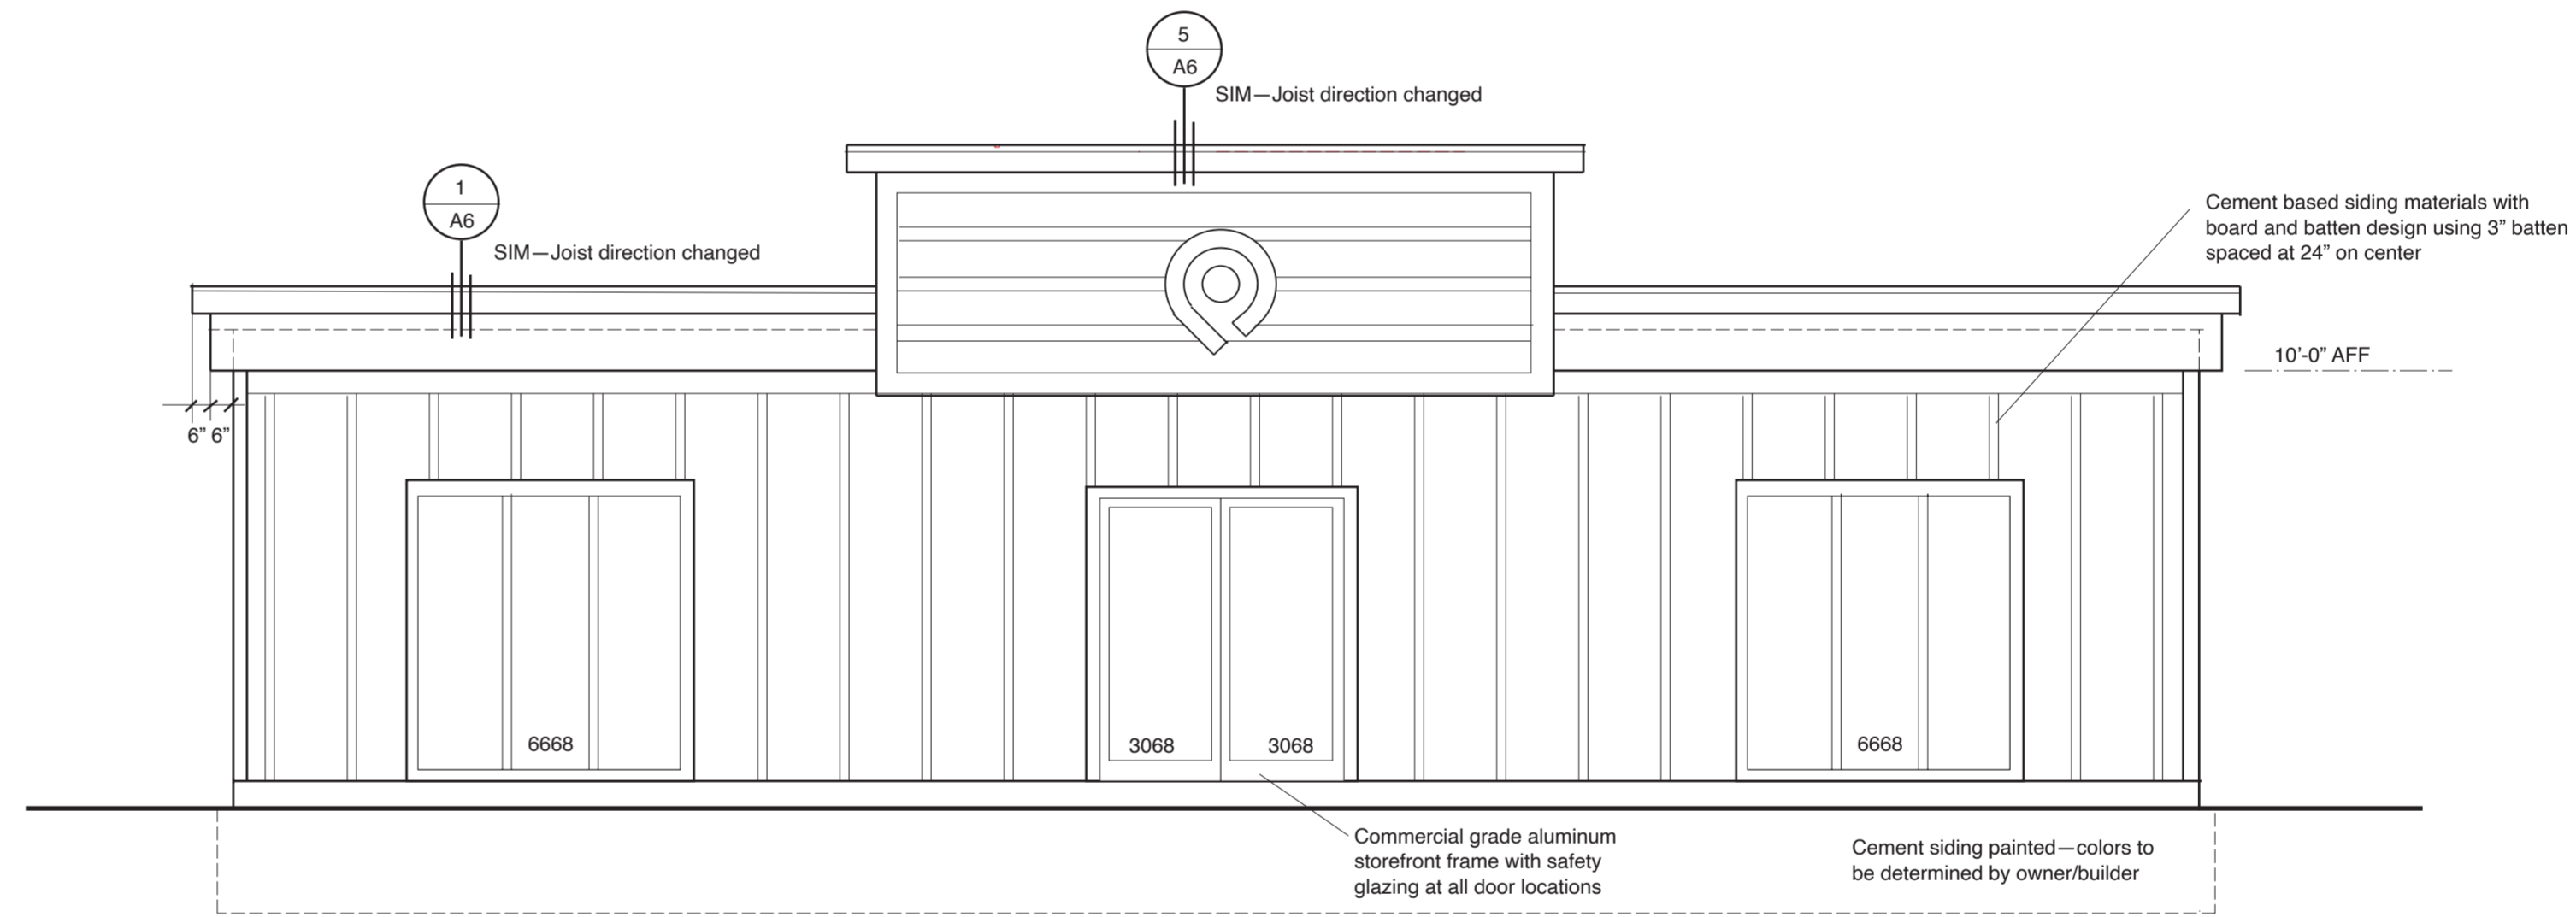 5
A6
SIM—Joist direction changed
1
A6
SIM—Joist direction changed
Cement based siding materials with
board and batten design using 3” batten
spaced at 24” on center
10’-0” AFF
6” 6”
6668
3068
3068
6668
Commercial grade aluminum
storefront frame with safety
glazing at all door locations
Cement siding painted—colors to
be determined by owner/builder